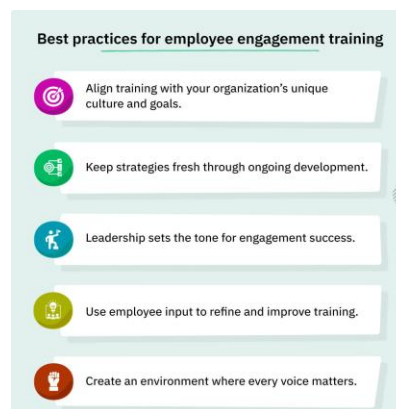 Best practices for employee engagement training
Align training with your organization's unique
culture and goals.
Keep strategies fresh through ongoing development.
Leadership sets the tone for engagement success.
Use employee input to refine and improve training.
Create an environment where every voice matters.